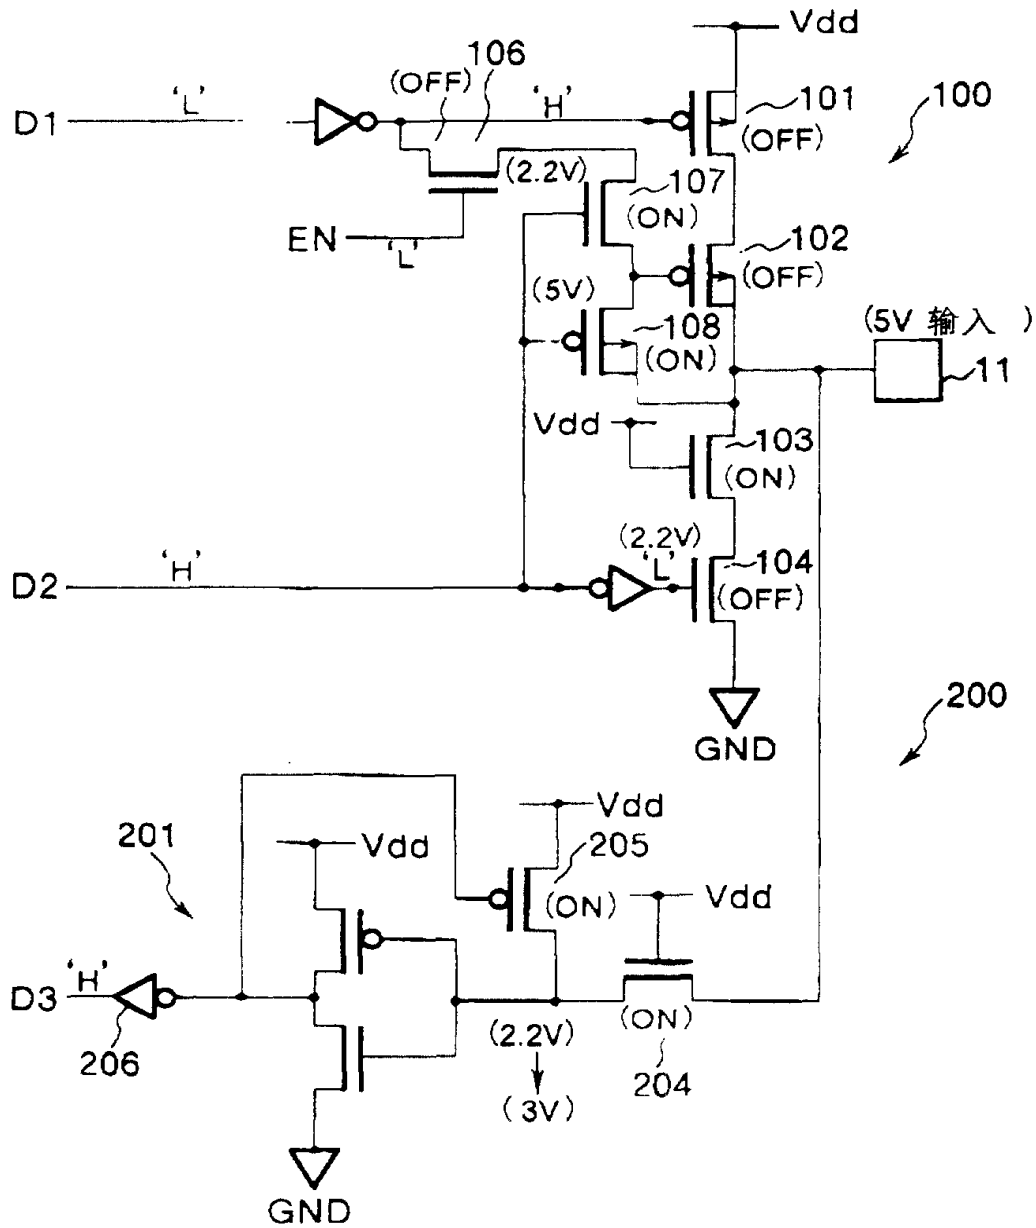 Vdd
106
(OFF)
'L'
'H'
101
100
D1
(OFF)
(2.2V)
107
EN
'L'
(ON)
102
(OFF)
(5V)
108
(ON)
(5V 输入 )
11
Vdd
103
(ON)
(2.2V)
'H'
'L'
104
D2
(OFF)
200
GND
Vdd
201
Vdd
205
(ON)
Vdd
'H'
D3
206
(2.2V)
(ON)
204
(3V)
GND